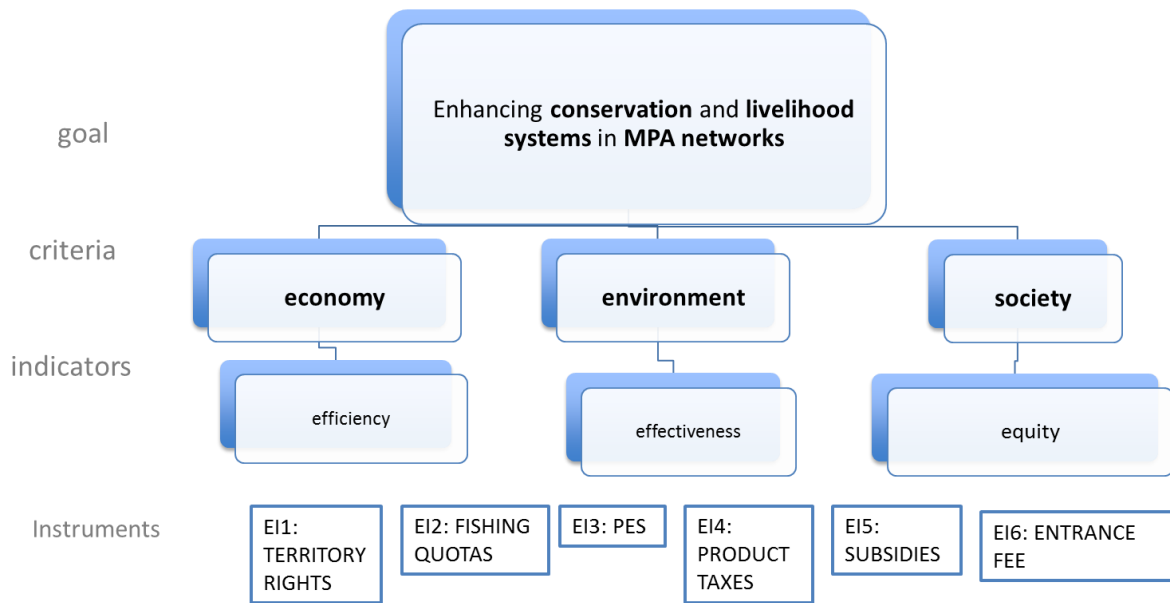 goal
Enhancing conservation and livelihood
systems in MPA networks
criteria
economy
environment
society
indicators
efficiency
effectiveness
equity
Instruments
EI1:
TERRITORY
RIGHTS
EI2: FISHING
QUOTAS
EI3: PES
EI4:
PRODUCT
TAXES
EI5:
SUBSIDIES
EI6: ENTRANCE
FEE